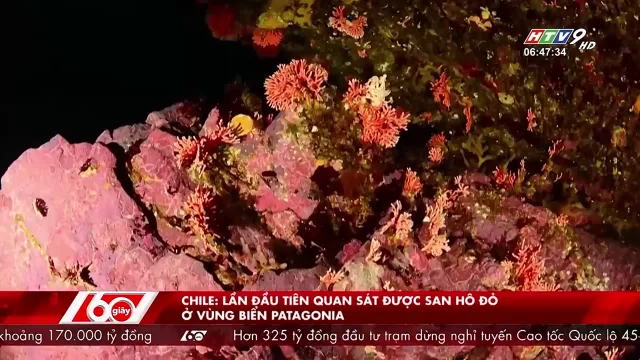 HTV9 HD
06:47:34
60 giây
CHILE: LẦN ĐẦU TIÊN QUAN SÁT ĐƯỢC SAN HÔ ĐỎ
Ở VÙNG BIỂN PATAGONIA
khoảng 170.000 tỷ đồng 60 Hơn 325 tỷ đồng đầu tư trạm dừng nghỉ tuyến Cao tốc Quốc lộ 45